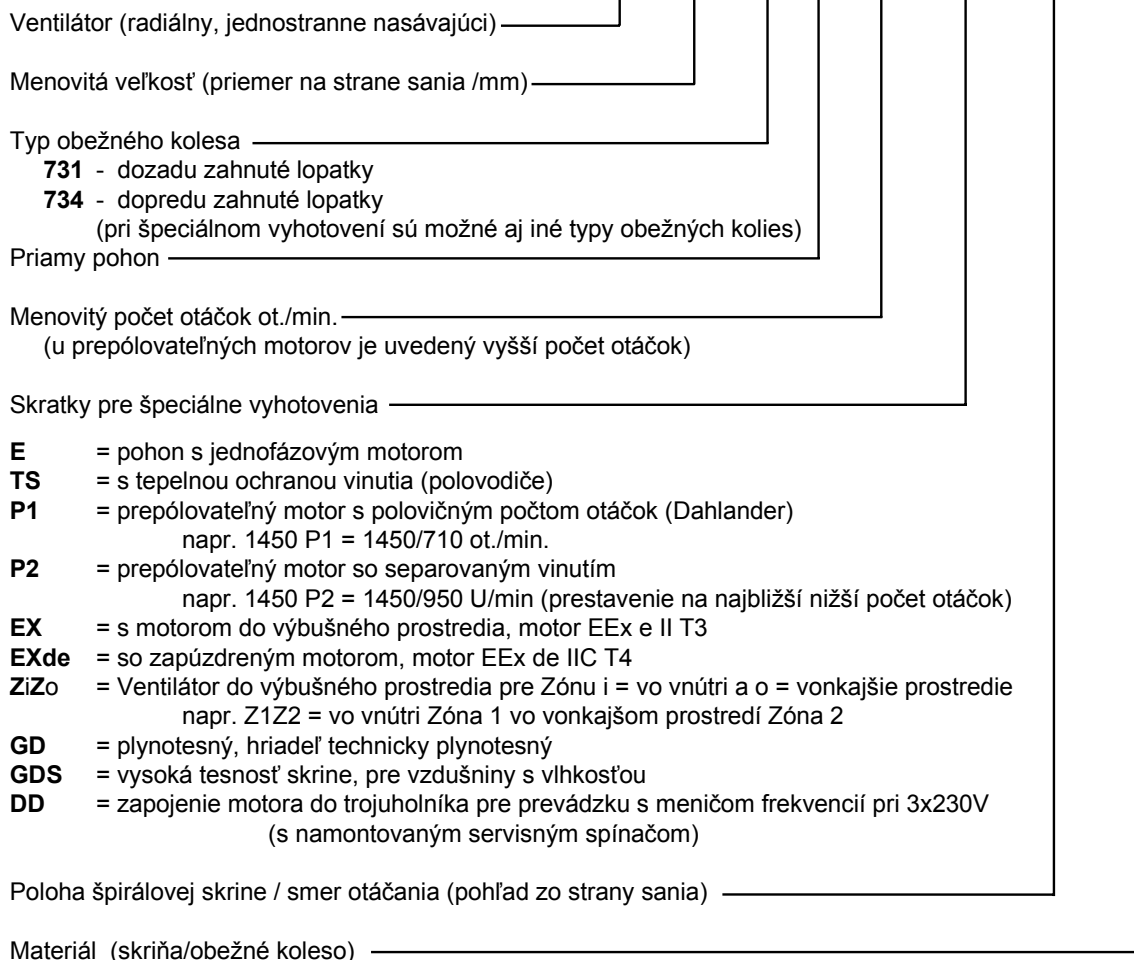 Ventilátor (radiálny, jednostranne nasávajúci)
Menovitá veľkosť (priemer na strane sania /mm)
Typ obežného kolesa
731 - dozadu zahnuté lopatky
734 - dopredu zahnuté lopatky
(pri špeciálnom vyhotovení sú možné aj iné typy obežných kolies)
Priamy pohon
Menovitý počet otáčok ot./min.
(u prepólovateľných motorov je uvedený vyšší počet otáčok)
Skratky pre špeciálne vyhotovenia
E = pohon s jednofázovým motorom
TS = s tepelnou ochranou vinutia (polovodiče)
P1 = prepólovateľný motor s polovičným počtom otáčok (Dahlander)
napr. 1450 P1 = 1450/710 ot./min.
P2 = prepólovateľný motor so separovaným vinutím
napr. 1450 P2 = 1450/950 U/min (prestavenie na najbližší nižší počet otáčok)
EX = s motorom do výbušného prostredia, motor EEx e II T3
EXde = so zapúzdreným motorom, motor EEx de IIC T4
ZiZo = Ventilátor do výbušného prostredia pre Zónu i = vo vnútri a o = vonkajšie prostredie
napr. Z1Z2 = vo vnútri Zóna 1 vo vonkajšom prostredí Zóna 2
GD = plynotesný, hriadeľ technicky plynotesný
GDS = vysoká tesnosť skrine, pre vzdušniny s vlhkosťou
DD = zapojenie motora do trojuholníka pre prevádzku s meničom frekvencií pri 3x230V
(s namontovaným servisným spínačom)
Poloha špirálovej skrine / smer otáčania (pohľad zo strany sania)
Materiál (skriňa/obežné koleso)